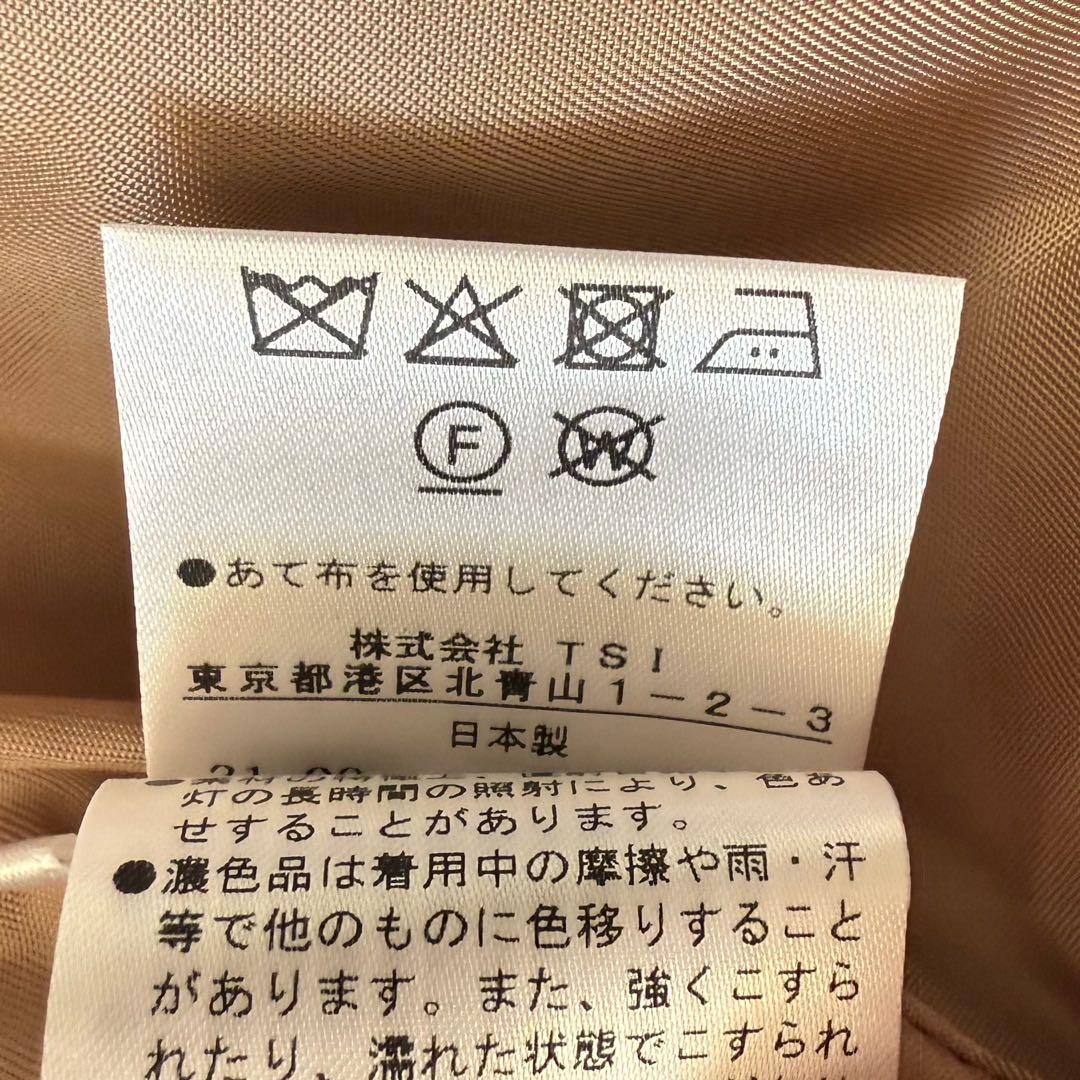 F
W
●あて布を使用してください。
株式会社 TSI
東京都港区北青山1-2-3
日本製
灯の長時間の照射により、色あ
せすることがあります。
●濃色品は着用中の摩擦や雨・汗
等で他のものに色移りすること
があります。また、強くこすら
れたり、濡れた状態でこすられ